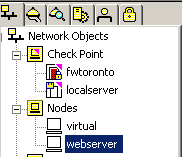 Network Objects
Check Point
fwtoronto
localserver
Nodes
virtual
webserver